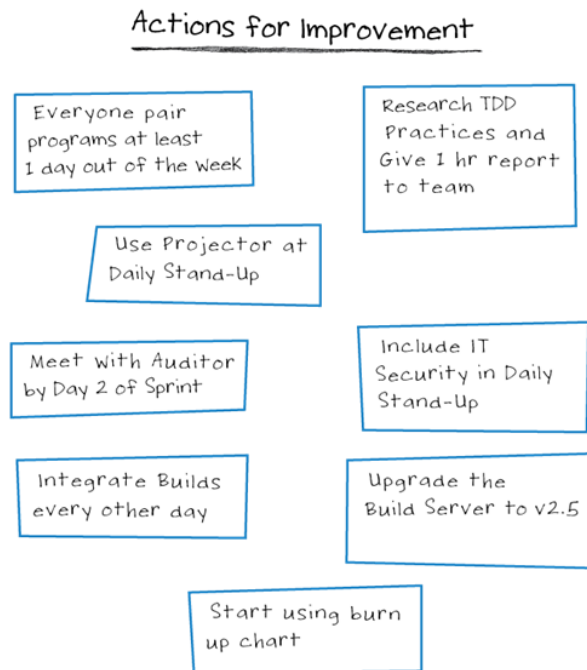 Actions for Improvement
Everyone pair
programs at least
1 day out of the week
Research TDD
Practices and
Give 1 hr report
to team
Use Projector at
Daily Stand-Up
Meet with Auditor
by Day 2 of Sprint
Include IT
Security in Daily
Stand-Up
Integrate Builds
every other day
Upgrade the
Build Server to v2.5
Start using burn
up chart